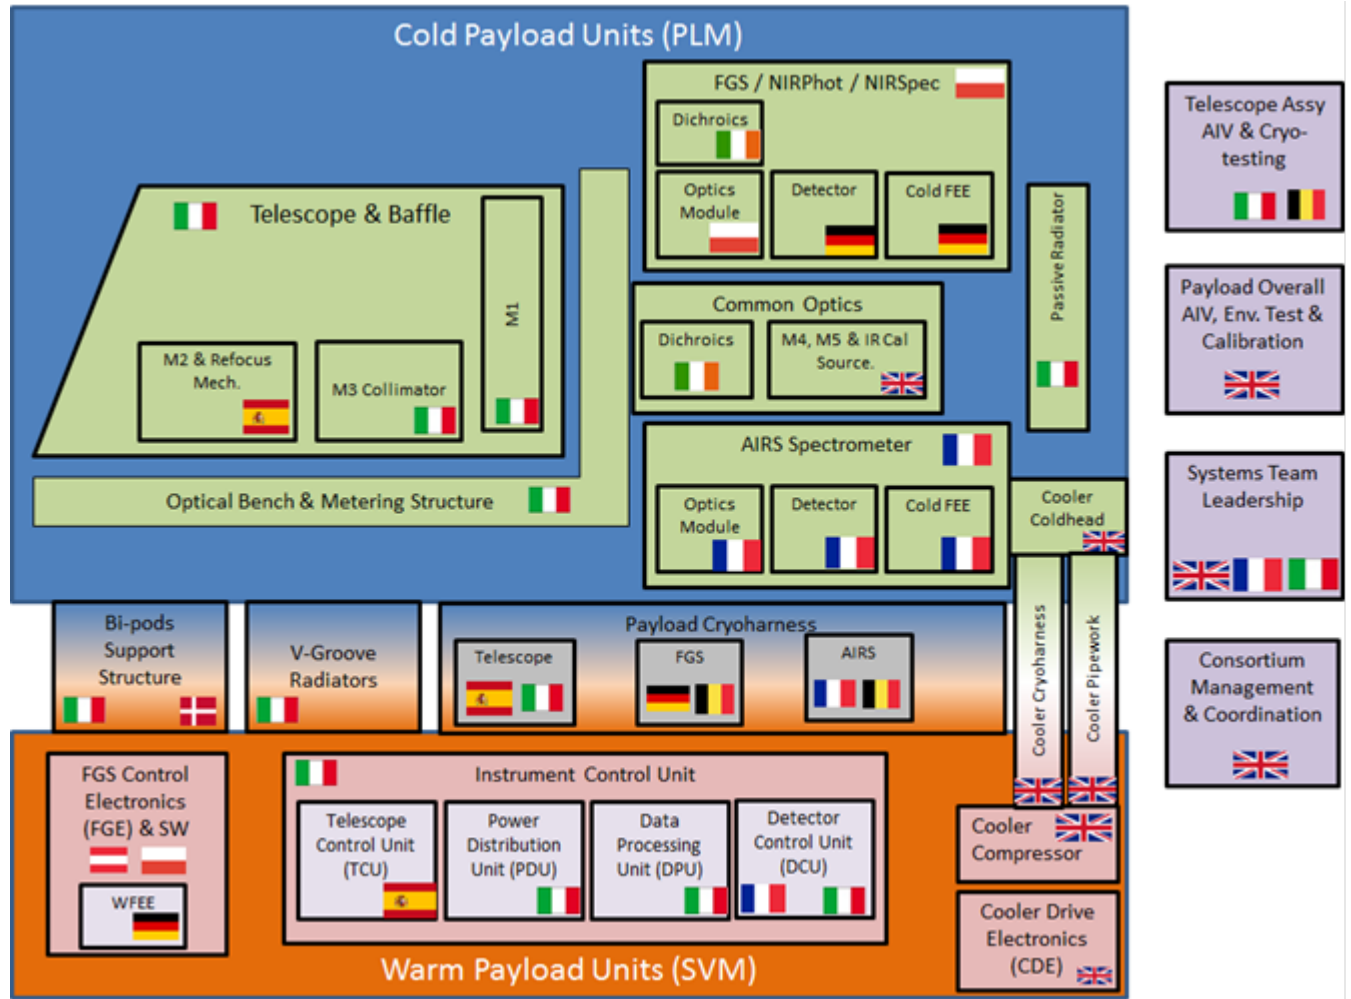 Cold Payload Units (PLM)
FGS / NIRPhot / NIRSpec
Dichroics
Optics
Module
Detector
Cold FEE
Telescope & Baffle
M1
M2 & Refocus
Mech.
M3 Collimator
Common Optics
Dichroics
M4, M5 & IR Cal
Source.
Passive Radiator
AIRS Spectrometer
Optics
Module
Detector
Cold FEE
Optical Bench & Metering Structure
Cooler
Coldhead
Bi-pods
Support
Structure
V-Groove
Radiators
Payload Cryoharness
Telescope
FGS
AIRS
Cooler Cryoharness
Cooler Pipework
FGS Control
Electronics
(FGE) & SW
WFEE
Instrument Control Unit
Telescope
Control Unit
(TCU)
Power
Distribution
Unit (PDU)
Data
Processing
Unit (DPU)
Detector
Control Unit
(DCU)
Cooler
Compressor
Cooler Drive
Electronics
(CDE)
Warm Payload Units (SVM)
Telescope Assy
AIV & Cryo-
testing
Payload Overall
AIV, Env. Test &
Calibration
Systems Team
Leadership
Consortium
Management
& Coordination